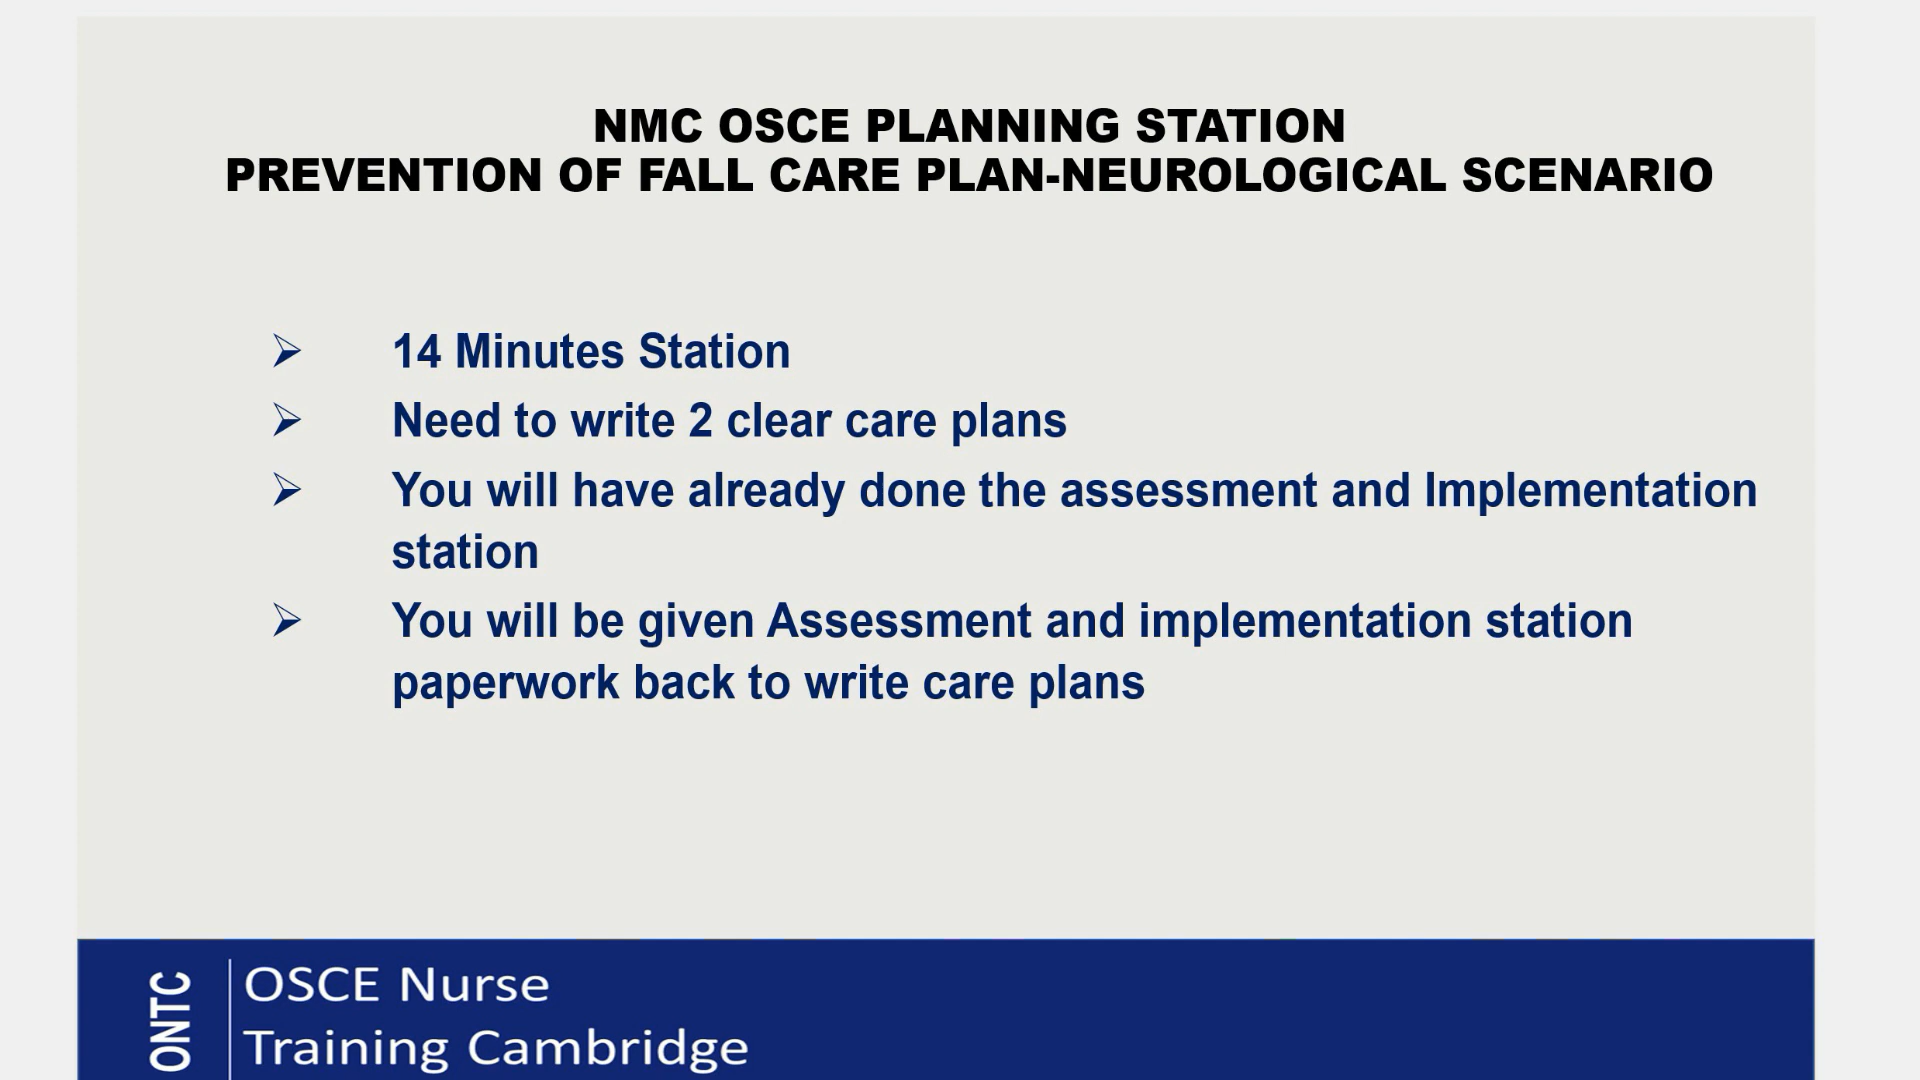 NMC OSCE PLANNING STATION
PREVENTION OF FALL CARE PLAN-NEUROLOGICAL SCENARIO
14 Minutes Station
Need to write 2 clear care plans
You will have already done the assessment and Implementation
station
You will be given Assessment and implementation station
paperwork back to write care plans
ONTC
OSCE Nurse
Training Cambridge